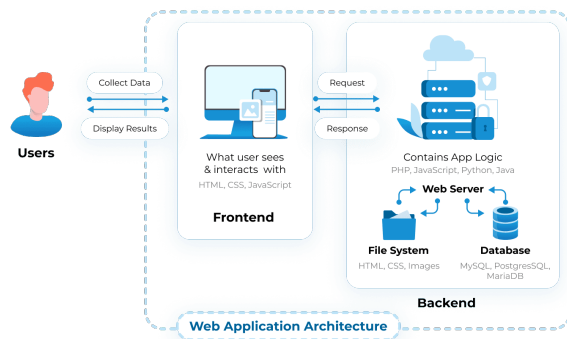 Users
Collect Data
Display Results
What user sees
& interacts with
HTML, CSS, JavaScript
Frontend
Request
Response
Contains App Logic
PHP, JavaScript, Python, Java
Web Server
File System
HTML, CSS, Images
Database
MySQL, PostgresSQL,
MariaDB
Backend
Web Application Architecture